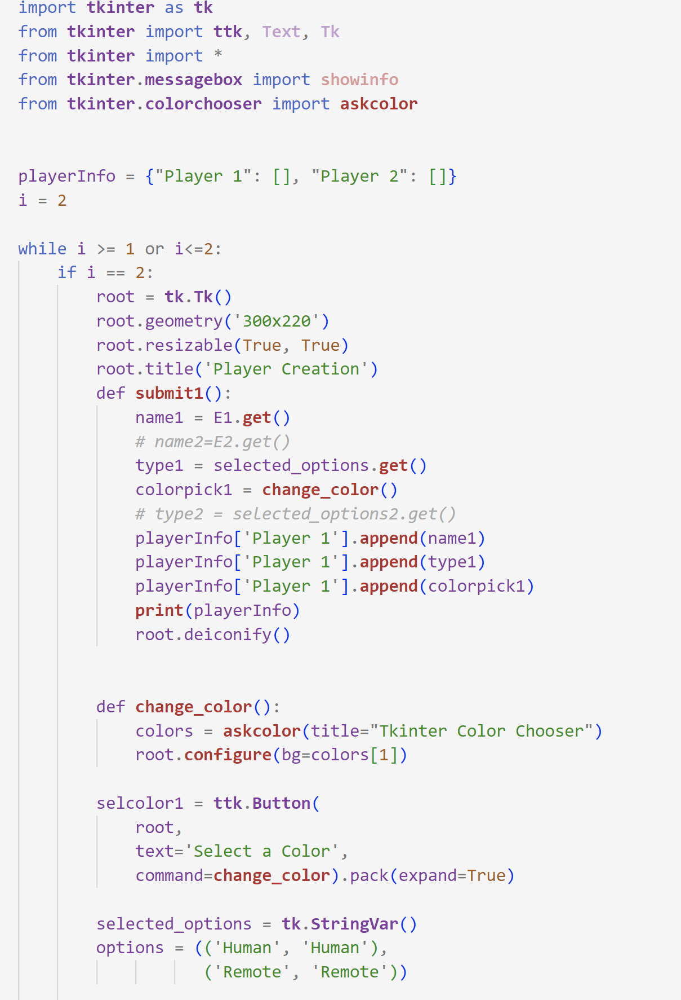 import tkinter as tk
from tkinter import ttk, Text, Tk
from tkinter import *
from tkinter.messagebox import showinfo
from tkinter.colorchooser import askcolor
playerInfo = {"Player 1": [], "Player 2": []}
i = 2
while i >= 1 or i<=2:
    if i == 2:
        root = tk.Tk()
        root.geometry('300x220')
        root.resizable(True, True)
        root.title('Player Creation')
        def submit1():
            name1 = E1.get()
            # name2=E2.get()
            type1 = selected_options.get()
            colorpick1 = change_color()
            # type2 = selected_options2.get()
            playerInfo['Player 1'].append(name1)
            playerInfo['Player 1'].append(type1)
            playerInfo['Player 1'].append(colorpick1)
            print(playerInfo)
            root.deiconify()
        def change_color():
            colors = askcolor(title="Tkinter Color Chooser")
            root.configure(bg=colors[1])
        selcolor1 = ttk.Button(
            root,
            text='Select a Color',
            command=change_color).pack(expand=True)
        selected_options = tk.StringVar()
        options = (('Human', 'Human'),
                   ('Remote', 'Remote'))